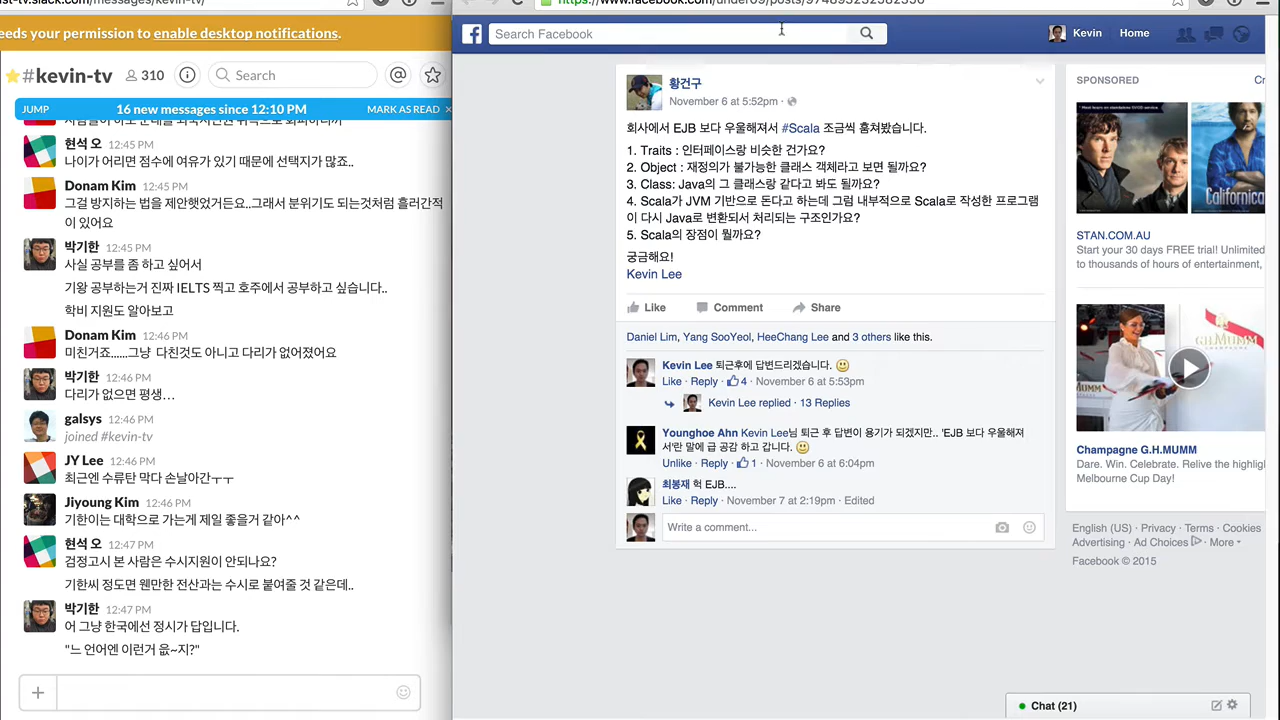 eeds your permission to enable desktop notifications.
#kevin-tv
310
Search
JUMP
16 new messages since 12:10 PM
MARK AS READ
현석 오 12:45 PM
나이가 어리면 점수에 여유가 있기 때문에 선택지가 많죠..
Donam Kim 12:45 PM
그걸 방지하는 법을 제안했었거든요..그래서 분위기도 되는것처럼 흘러간적
이 있어요
박기한 12:45 PM
사실 공부를 좀 하고 싶어서
기왕 공부하는거 진짜 IELTS 찍고 호주에서 공부하고 싶습니다..
학비 지원도 알아보고
Donam Kim 12:46 PM
미친거죠......그냥 다친것도 아니고 다리가 없어졌어요
박기한 12:46 PM
다리가 없으면 평생...
galsys 12:46 PM
joined #kevin-tv
JY Lee 12:46 PM
최근엔 수류탄 막다 손날아간ㅜㅜ
Jiyoung Kim 12:46 PM
기한이는 대학으로 가는게 제일 좋을거 같아^^
현석 오 12:47 PM
검정고시 본 사람은 수시지원이 안되나요?
기한씨 정도면 웬만한 전산과는 수시로 붙여줄 것 같은데..
박기한 12:47 PM
어 그냥 한국에선 정시가 답입니다.
"느 언어엔 이런거 읎~지?"
Search Facebook
Kevin
Home
황건구
November 6 at 5:52pm ·
회사에서 EJB 보다 우울해져서 #Scala 조금씩 훔쳐봤습니다.
1. Traits : 인터페이스랑 비슷한 건가요?
2. Object : 재정의가 불가능한 클래스 객체라고 보면 될까요?
3. Class: Java의 그 클래스랑 같다고 봐도 될까요?
4. Scala가 JVM 기반으로 돈다고 하는데 그럼 내부적으로 Scala로 작성한 프로그램
이 다시 Java로 변환되서 처리되는 구조인가요?
5. Scala의 장점이 뭘까요?
궁금해요!
Kevin Lee
Like
Comment
Share
Daniel Lim, Yang SooYeol, HeeChang Lee and 3 others like this.
Kevin Lee 퇴근후에 답변드리겠습니다.
Like · Reply · 4 · November 6 at 5:53pm
Kevin Lee replied · 13 Replies
Younghoe Ahn Kevin Lee님 퇴근 후 답변이 용기가 되겠지만.. 'EJB 보다 우울해져
서'란 말에 급 공감 하고 갑니다.
Unlike · Reply · 1 · November 6 at 6:04pm
최봉재 헉 EJB....
Like · Reply · November 7 at 2:19pm · Edited
Write a comment...
SPONSORED
Cr
Californica
STAN.COM.AU
Start your 30 days FREE trial! Unlimited
to thousands of hours of entertainment,
G.H.MUMM
Champagne G.H.MUMM
Dare. Win. Celebrate. Relive the highlig
Melbourne Cup Day!
English (US) · Privacy · Terms · Cookies
Advertising · Ad Choices · More
Facebook © 2015
Chat (21)